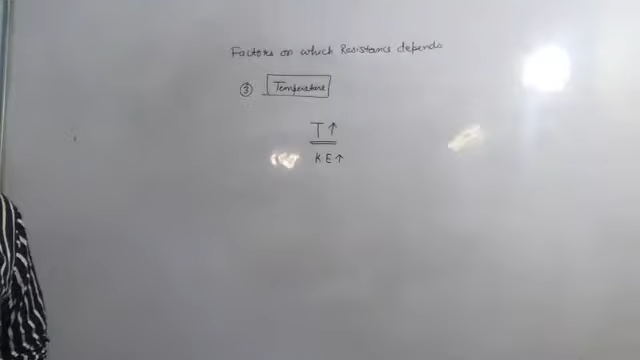 Factors on which Resistance depends
③ Temperature
T↑
KE↑